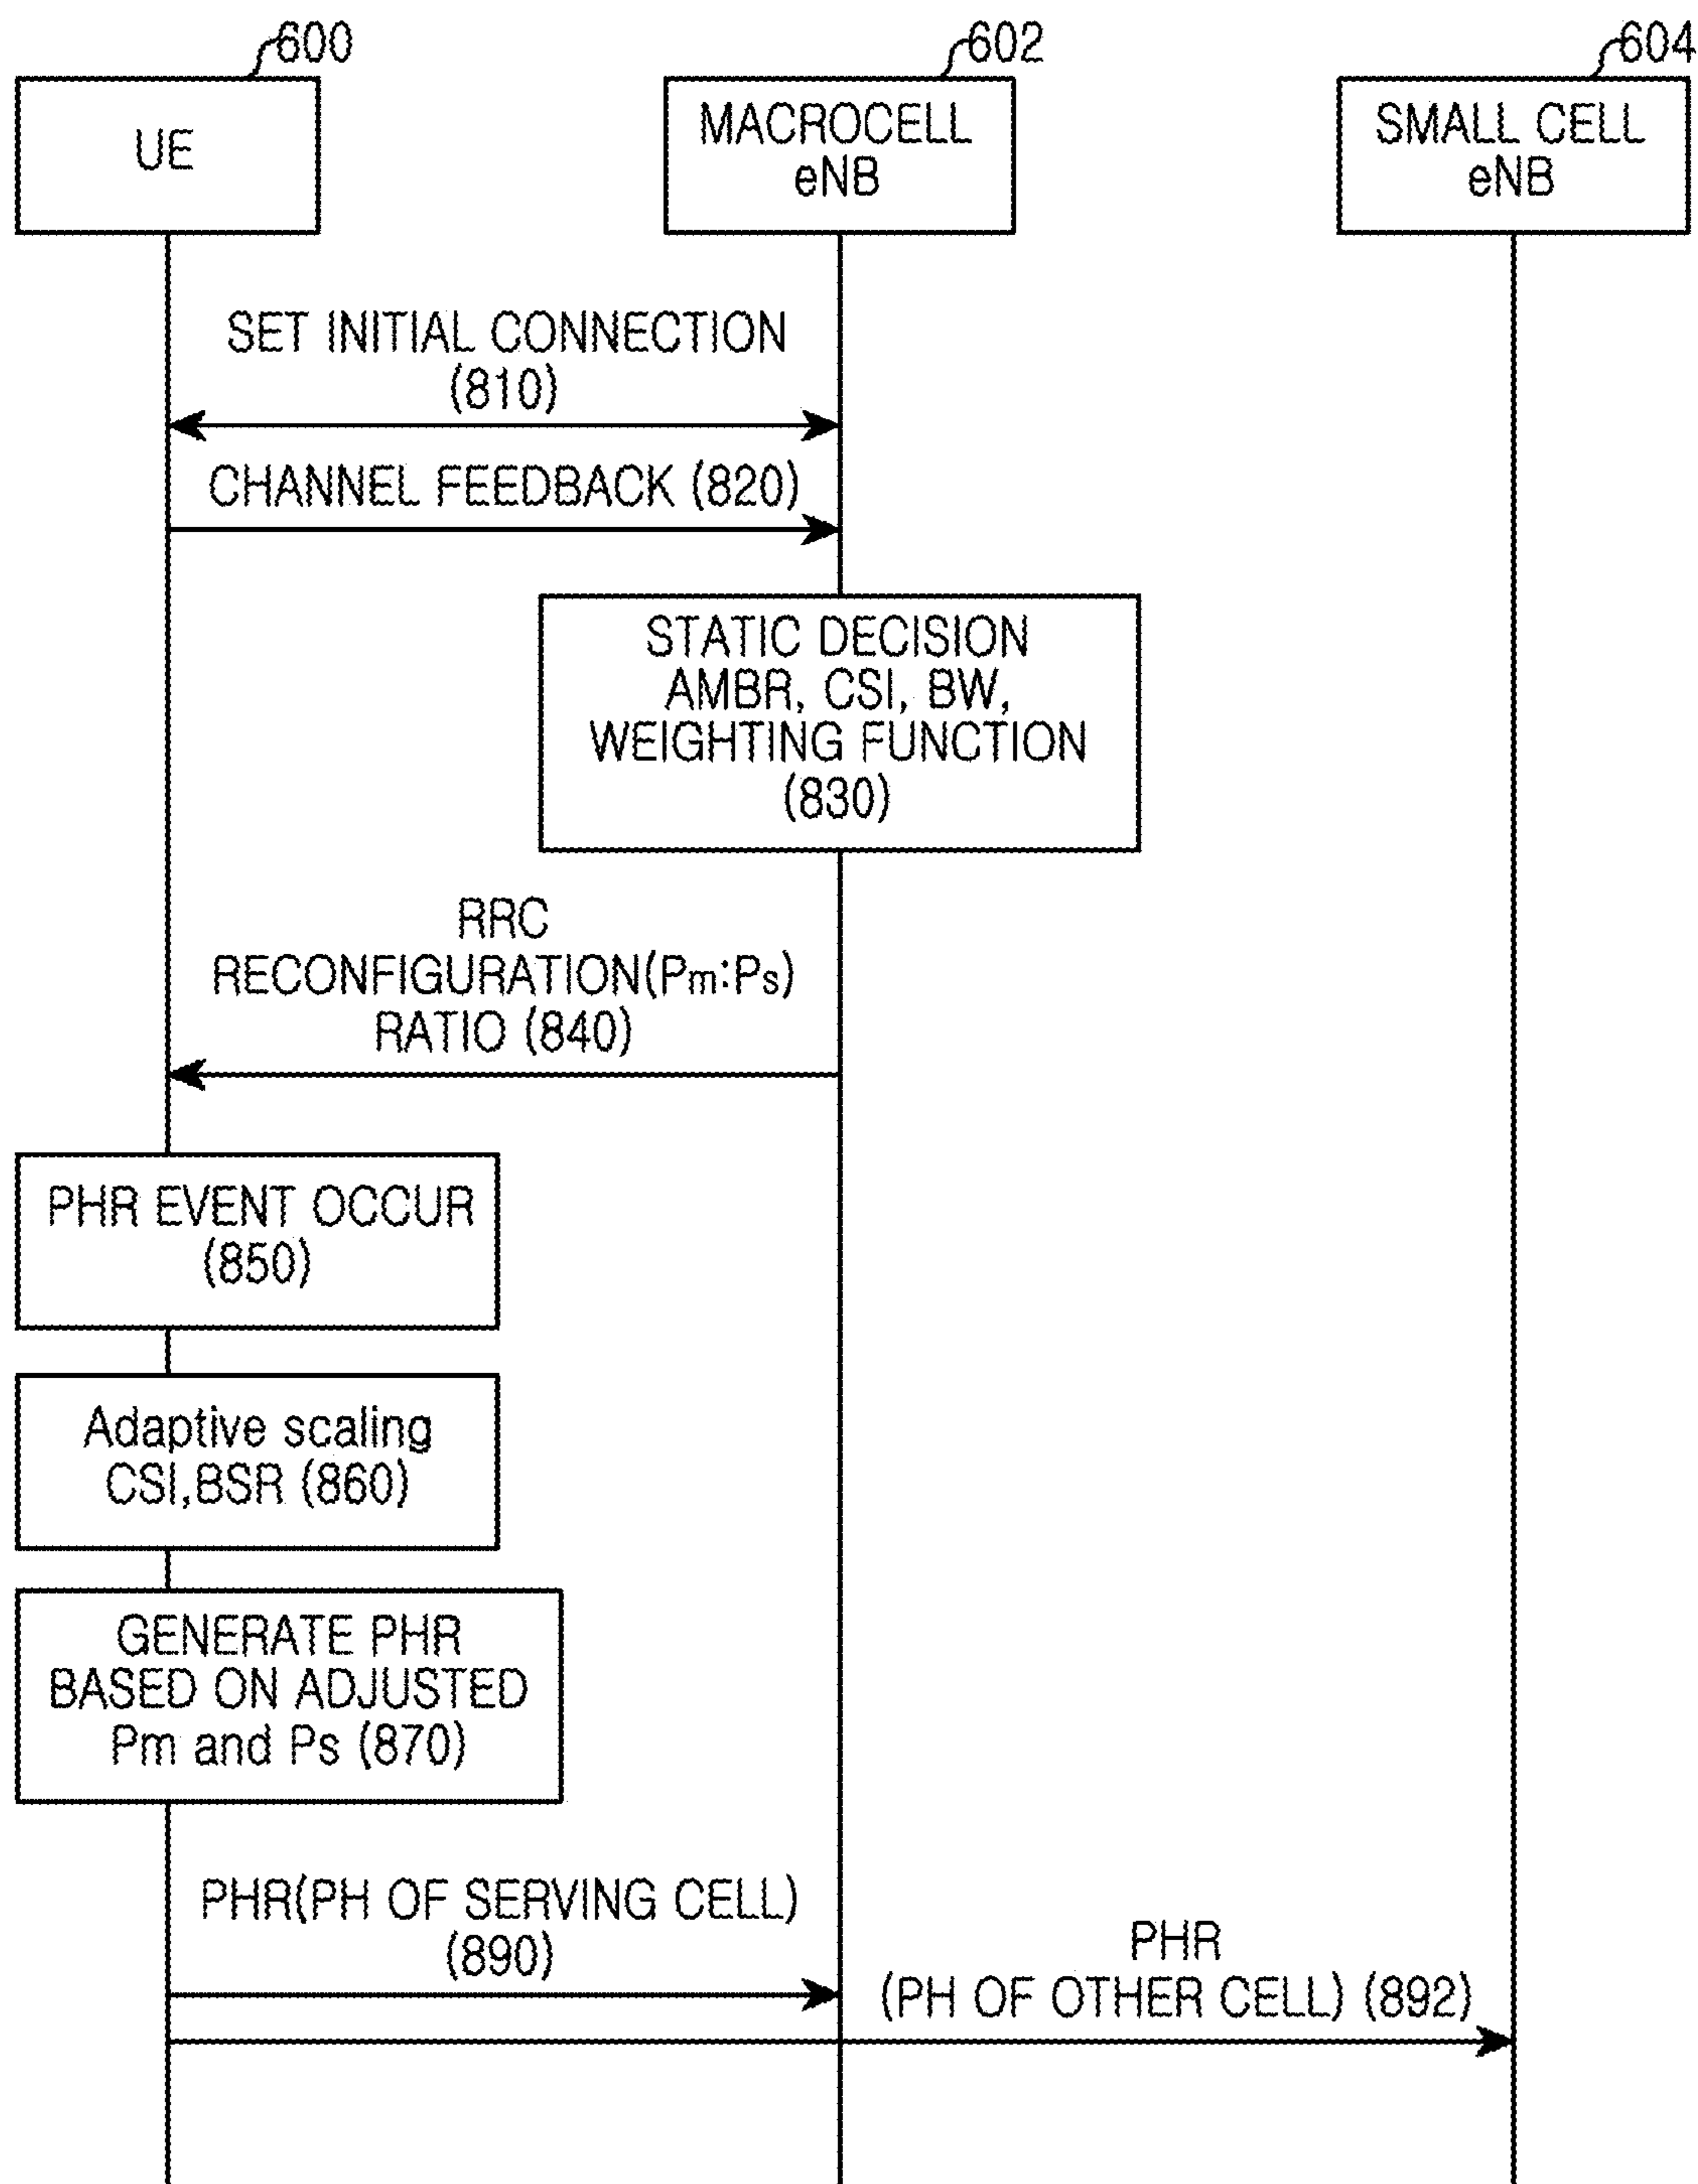 600
602
604
UE
MACROCELL
eNB
SMALL CELL
eNB
SET INITIAL CONNECTION
(810)
CHANNEL FEEDBACK (820)
STATIC DECISION
AMBR, CSI, BW,
WEIGHTING FUNCTION
(830)
RRC
RECONFIGURATION(Pm:Ps)
RATIO (840)
PHR EVENT OCCUR
(850)
Adaptive scaling
CSI,BSR (860)
GENERATE PHR
BASED ON ADJUSTED
Pm and Ps (870)
PHR(PH OF SERVING CELL)
(890)
PHR
(PH OF OTHER CELL) (892)